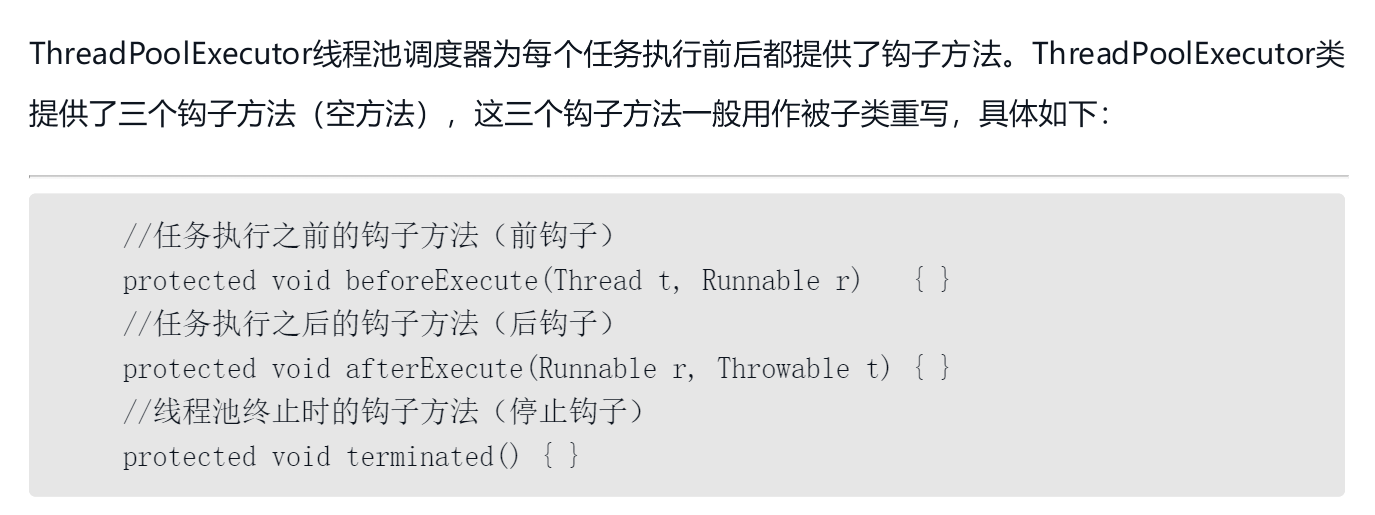 ThreadPoolExecutor线程池调度器为每个任务执行前后都提供了钩子方法。ThreadPoolExecutor类
提供了三个钩子方法（空方法），这三个钩子方法一般用作被子类重写，具体如下：
//任务执行之前的钩子方法（前钩子）
protected void beforeExecute(Thread t, Runnable r)   { }
//任务执行之后的钩子方法（后钩子）
protected void afterExecute(Runnable r, Throwable t) { }
//线程池终止时的钩子方法（停止钩子）
protected void terminated() { }